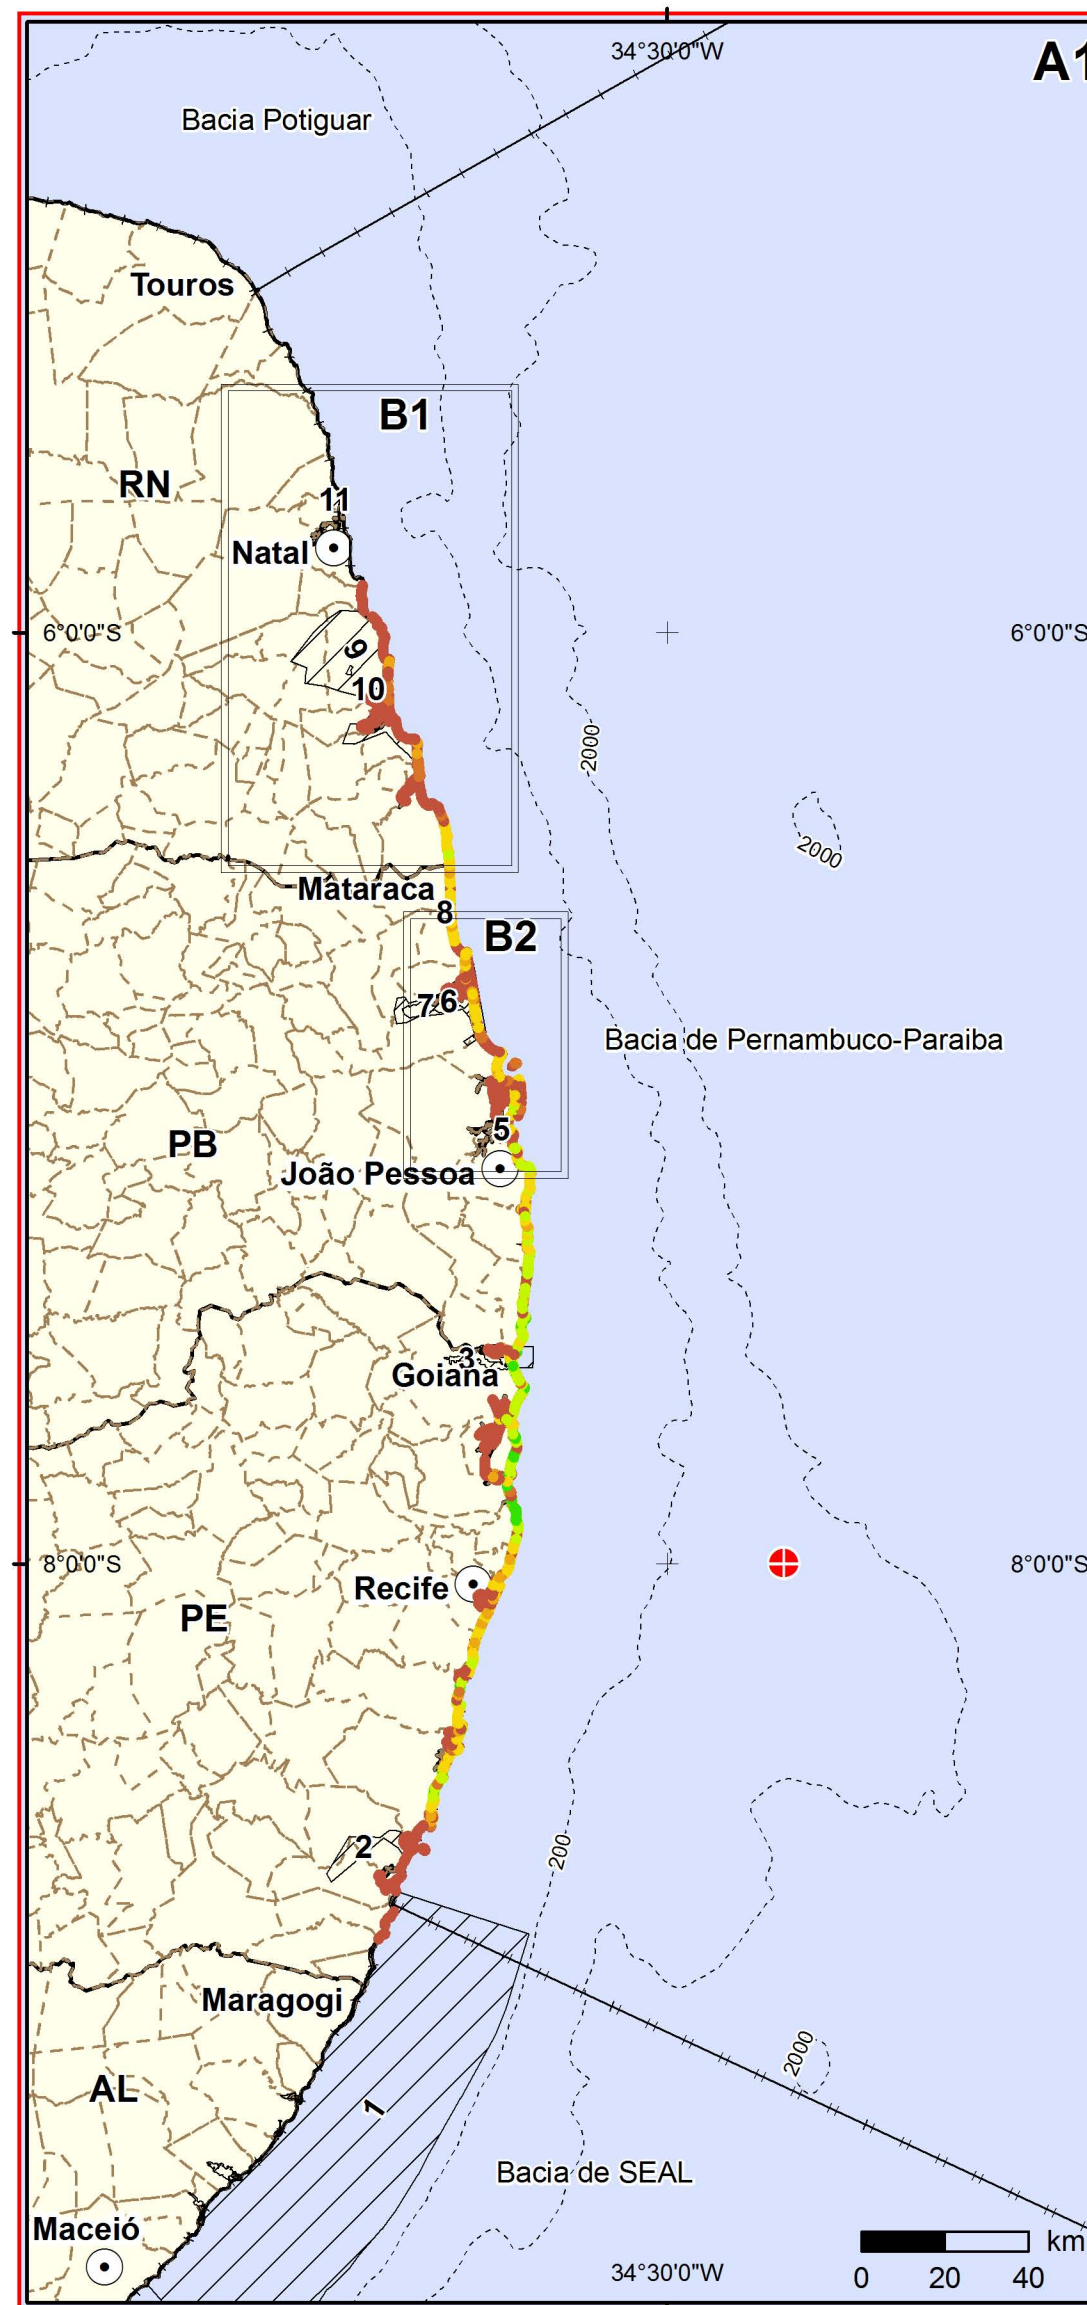 34°30'0"W
A1
Bacia Potiguar
Touros
B1
RN
11
Natal
6°0'0"S
6°0'0"S
9
10
2000
2000
Mataraca
8
B2
7
6
Bacia de Pernambuco-Paraiba
5
PB
João Pessoa
3
Goiana
8°0'0"S
8°0'0"S
Recife
PE
2
200
Maragogi
2000
AL
1
Bacia de SEAL
Maceió
km
34°30'0"W
0 20 40